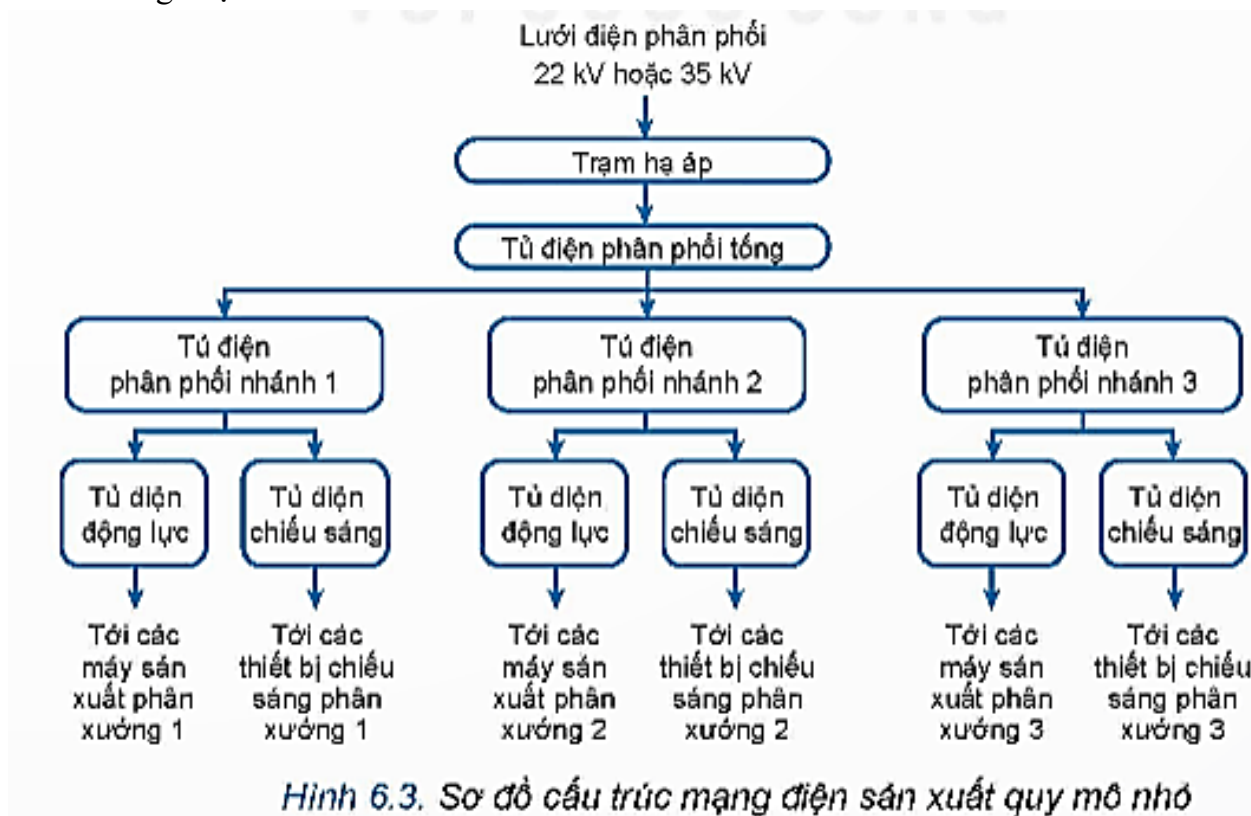 Lưới điện phân phối
22 kV hoặc 35 kV
Trạm hạ áp
Tủ điện phân phối tổng
Tủ điện
phân phối nhánh 1
Tủ điện
phân phối nhánh 2
Tủ điện
phân phối nhánh 3
Tủ điện
động lực
Tủ điện
chiếu sáng
Tủ điện
động lực
Tủ điện
chiếu sáng
Tủ điện
động lực
Tủ điện
chiếu sáng
Tới các
máy sản
xuất phân
xưởng 1
Tới các
thiết bị chiếu
sáng phân
xưởng 1
Tới các
máy sản
xuất phân
xưởng 2
Tới các
thiết bị chiếu
sáng phân
xưởng 2
Tới các
máy sản
xuất phân
xưởng 3
Tới các
thiết bị chiếu
sáng phân
xưởng 3
Hình 6.3. Sơ đồ cấu trúc mạng điện sản xuất quy mô nhỏ